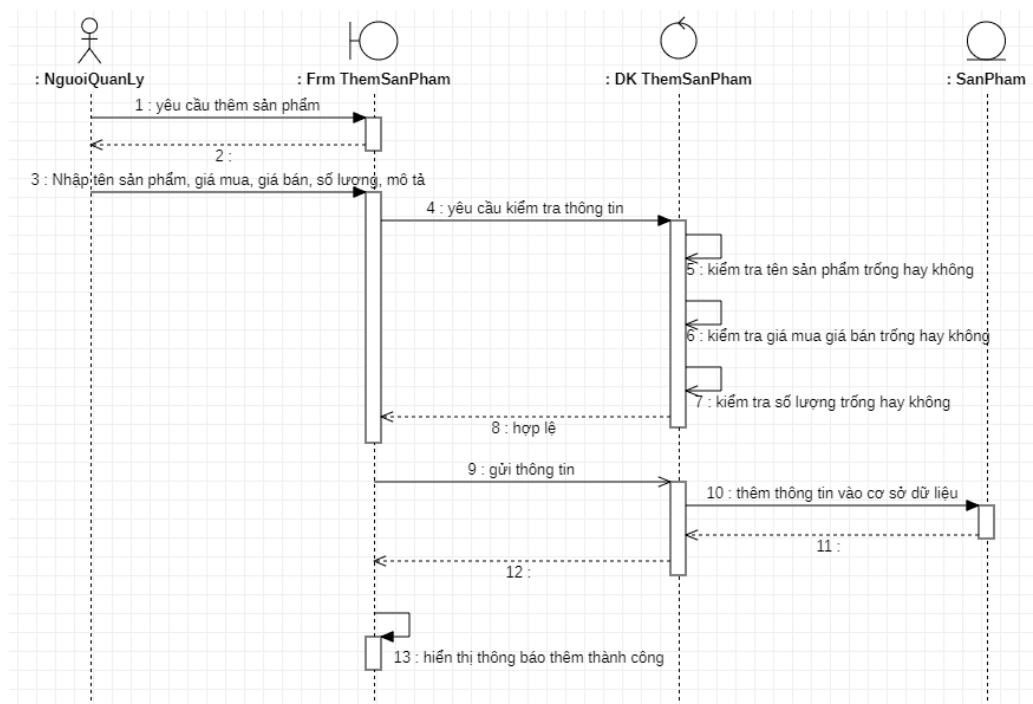 : NguoiQuanLy
: Frm ThemSanPham
: DK ThemSanPham
: SanPham
1 : yêu cầu thêm sản phẩm
2 :
3 : Nhập tên sản phẩm, giá mua, giá bán, số lượng, mô tả
4 : yêu cầu kiểm tra thông tin
5 : kiểm tra tên sản phẩm trống hay không
6 : kiểm tra giá mua giá bán trống hay không
7 : kiểm tra số lượng trống hay không
8 : hợp lệ
9 : gửi thông tin
10 : thêm thông tin vào cơ sở dữ liệu
11 :
12 :
13 : hiển thị thông báo thêm thành công